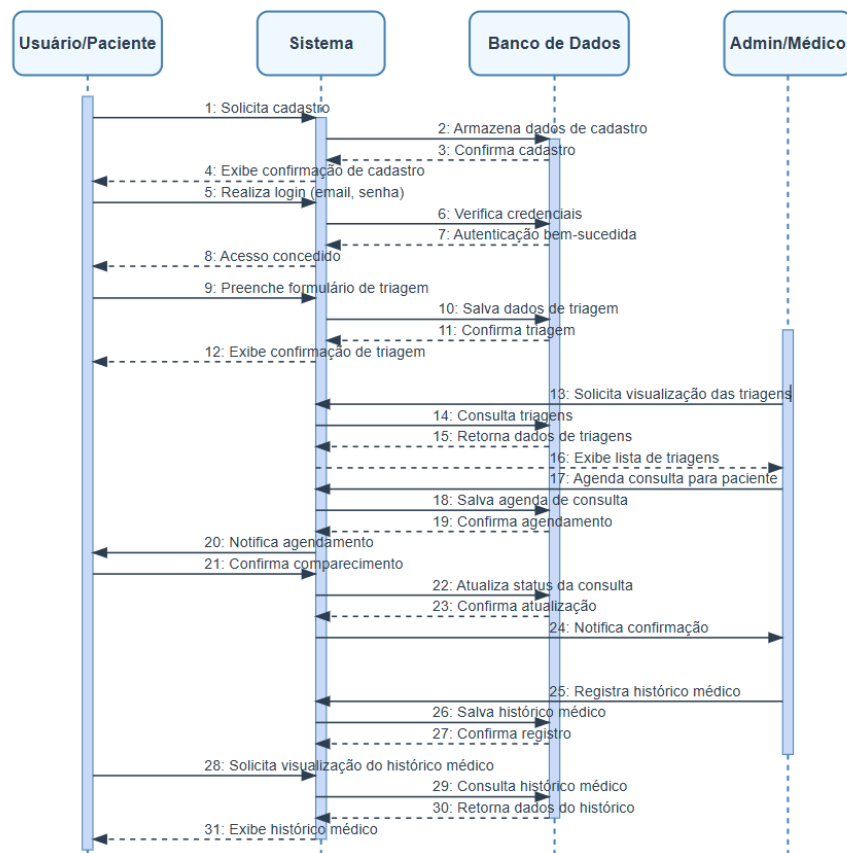 Usuário/Paciente
Sistema
Banco de Dados
Admin/Médico
1: Solicita cadastro
2: Armazena dados de cadastro
3: Confirma cadastro
4: Exibe confirmação de cadastro
5: Realiza login (email, senha)
6: Verifica credenciais
7: Autenticação bem-sucedida
8: Acesso concedido
9: Preenche formulário de triagem
10: Salva dados de triagem
11: Confirma triagem
12: Exibe confirmação de triagem
13: Solicita visualização das triagens
14: Consulta triagens
15: Retorna dados de triagens
16: Exibe lista de triagens
17: Agenda consulta para paciente
18: Salva agenda de consulta
19: Confirma agendamento
20: Notifica agendamento
21: Confirma comparecimento
22: Atualiza status da consulta
23: Confirma atualização
24: Notifica confirmação
25: Registra histórico médico
26: Salva histórico médico
27: Confirma registro
28: Solicita visualização do histórico médico
29: Consulta histórico médico
30: Retorna dados do histórico
31: Exibe histórico médico